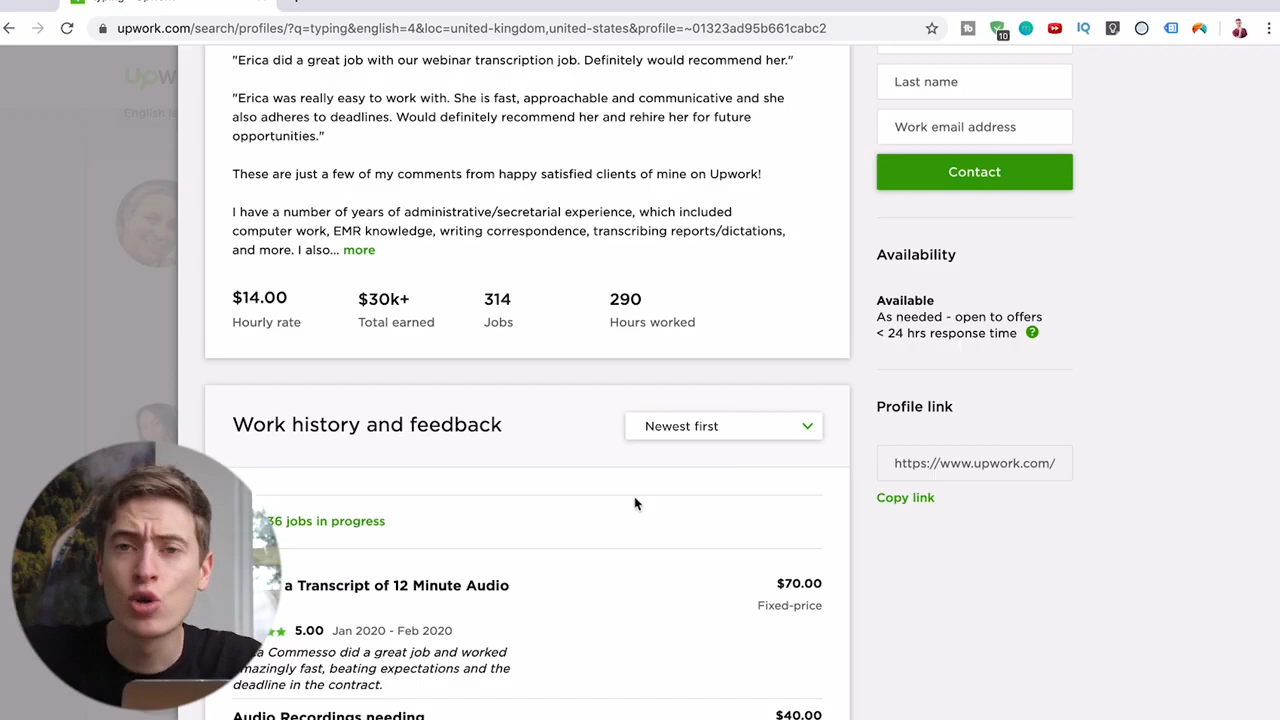 upwork.com/search/profiles/?q=typing&english=4&loc=united-kingdom,united-states&profile=~01323ad95b661cabc2
10
"Erica did a great job with our webinar transcription job. Definitely would recommend her."
"Erica was really easy to work with. She is fast, approachable and communicative and she
also adheres to deadlines. Would definitely recommend her and rehire her for future
opportunities."
These are just a few of my comments from happy satisfied clients of mine on Upwork!
I have a number of years of administrative/secretarial experience, which included
computer work, EMR knowledge, writing correspondence, transcribing reports/dictations,
and more. I also... more
$14.00
Hourly rate
$30k+
Total earned
314
Jobs
290
Hours worked
Work history and feedback
Newest first
36 jobs in progress
a Transcript of 12 Minute Audio
$70.00
Fixed-price
5.00 Jan 2020 - Feb 2020
Commesso did a great job and worked
amazingly fast, beating expectations and the
deadline in the contract.
Audio Recordings needing
$40.00
Last name
Work email address
Contact
Availability
Available
As needed - open to offers
< 24 hrs response time ?
Profile link
https://www.upwork.com/
Copy link